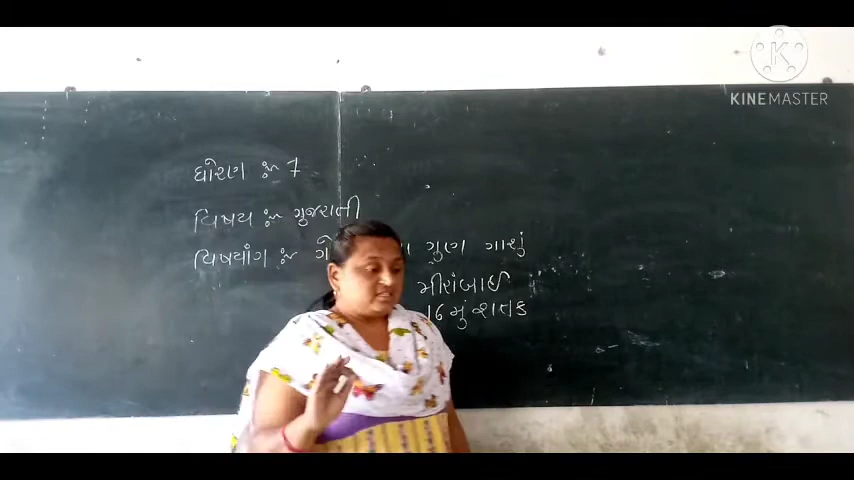 KINEMASTER
ધોરણ :- 7
વિષય :- ગુજરાતી
વિષયાંગ :- ગુણ ગાશું
મીરાંબાઈ
16 મું શતક